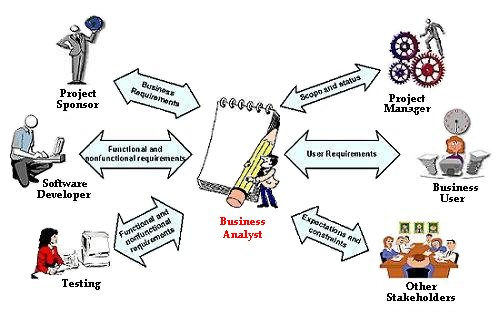 Project
Sponsor
Business
Requirements
Scope and status
Project
Manager
Software
Developer
Functional and
nonfunctional requirements
User Requirements
Business
User
Business
Analyst
Testing
Functional and
nonfunctional
requirements
Expectations and
constraints
Other
Stakeholders